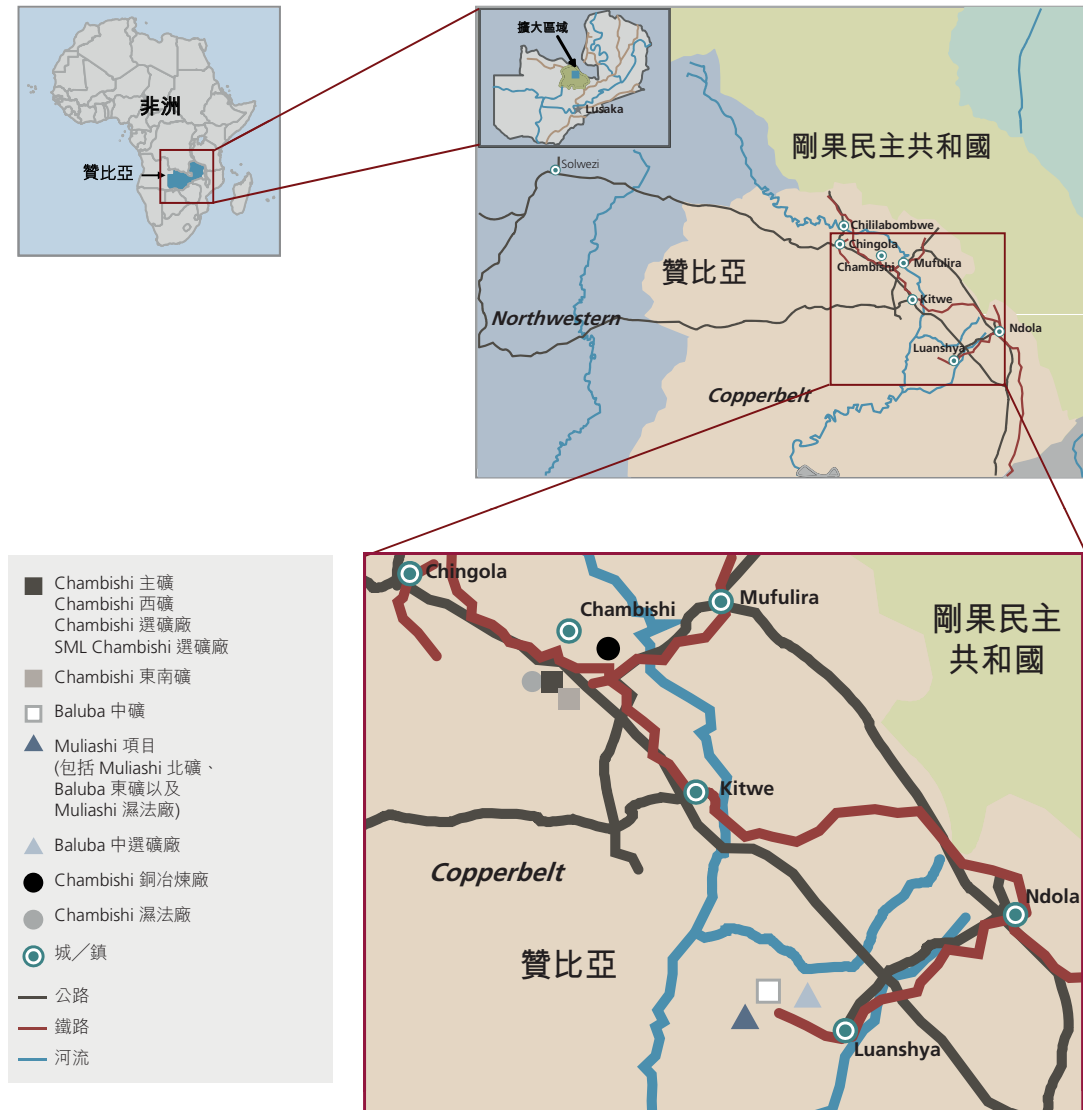 非洲
贊比亞
擴大區域
Lusaka
剛果民主共和國
Solwezi
Chililabombwe
Chingola
Chambishi
Mufulira
贊比亞
Kitwe
Northwestern
Ndola
Luanshya
Copperbelt
Chambishi 主礦
Chambishi 西礦
Chambishi 選礦廠
SML Chambishi 選礦廠
Chambishi 東南礦
Baluba 中礦
Muliashi 項目
(包括 Muliashi 北礦、
Baluba 東礦以及
Muliashi 濕法廠)
Baluba 中選礦廠
Chambishi 銅冶煉廠
Chambishi 濕法廠
城／鎮
公路
鐵路
河流
Chingola
Chambishi
Mufulira
剛果民主
共和國
Kitwe
Copperbelt
Ndola
贊比亞
Luanshya